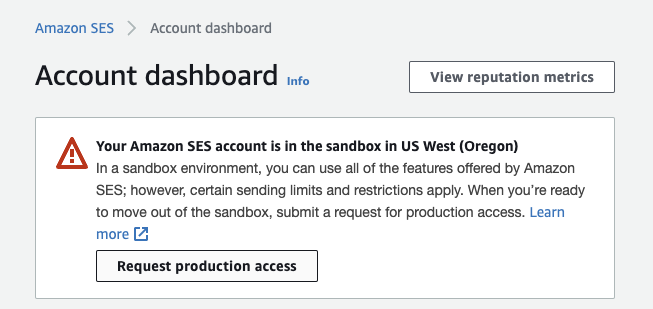 Amazon SES > Account dashboard
Account dashboard Info
View reputation metrics
Your Amazon SES account is in the sandbox in US West (Oregon)
In a sandbox environment, you can use all of the features offered by Amazon
SES; however, certain sending limits and restrictions apply. When you’re ready
to move out of the sandbox, submit a request for production access. Learn
more
Request production access